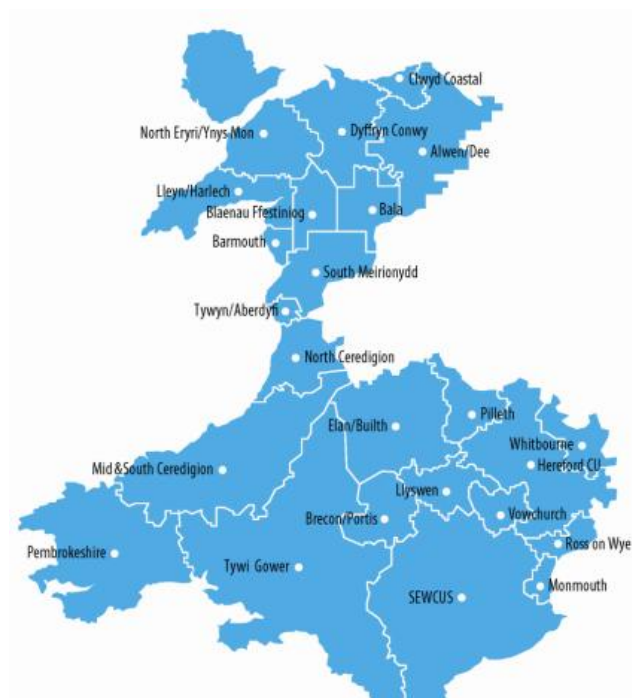 Clwyd Coastal
North Eryri/Ynys Mon
Dyffryn Conwy
Alwen/Dee
Lleyn/Harlech
Blaenau Ffestiniog
Bala
Barmouth
South Meirionydd
Tywyn/Aberdyfi
North Ceredigion
Pilleth
Elan/Builth
Whitbourne
Hereford CU
Mid&South Ceredigion
Llyswen
Vowchurch
Brecon/Portis
Ross on Wye
Pembrokeshire
Tywi Gower
Monmouth
SEWCUS